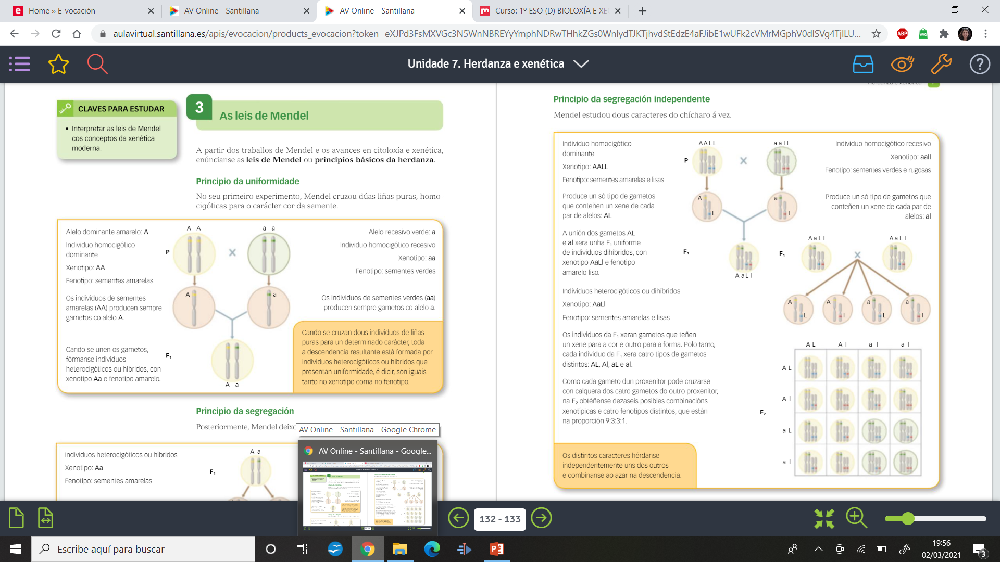 Home » E-vocación
AV Online - Santillana
AV Online - Santillana
Curso: 1º ESO (D) BIOLOXÍA E XE
aulavirtual.santillana.es/apis/evocacion/products_evocacion?token=
Unidade 7. Herdanza e xenética
CLAVES PARA ESTUDAR
• Interpretar as leis de Mendel
cos conceptos da xenética
moderna.
3
As leis de Mendel
A partir dos traballos de Mendel e os avances en citoloxía e xenética,
enúncianse as leis de Mendel ou principios básicos da herdanza.
Principio da uniformidade
No seu primeiro experimento, Mendel cruzou dúas liñas puras, homo-
cigóticas para o carácter cor da semente.
Alelo dominante amarelo: A
Individuo homocigótico
dominante
Xenotipo: AA
Fenotipo: sementes amarelas
Os individuos de sementes
amarelas (AA) producen sempre
gametos co alelo A.
Cando se unen os gametos,
fórmanse individuos
heterocigóticos ou híbridos, con
xenotipo Aa e fenotipo amarelo.
P
A A
a a
A
a
F1
A a
Alelo recesivo verde: a
Individuo homocigótico recesivo
Xenotipo: aa
Fenotipo: sementes verdes
Os individuos de sementes verdes (aa)
producen sempre gametos co alelo a.
Cando se cruzan dous individuos de liñas
puras para un determinado carácter, toda
a descendencia resultante está formada por
individuos heterocigóticos ou híbridos que
presentan uniformidade, é dicir, son iguais
tanto no xenotipo coma no fenotipo.
Principio da segregación
Posteriormente, Mendel deixo
AV Online - Santillana - Google Chrome
AV Online - Santillana - Google...
Individuos heterocigóticos ou híbridos
Xenotipo: Aa
Fenotipo: sementes amarelas
F1
A a
Herdanza e xenética
Principio da segregación independente
Mendel estudou dous caracteres do chícharo á vez.
Individuo homocigótico
dominante
Xenotipo: AALL
Fenotipo: sementes amarelas e lisas
Produce un só tipo de gametos
que conteñen un xene de cada
par de alelos: AL
A unión dos gametos AL
e al xera unha F1 uniforme
de individuos dihíbridos, con
xenotipo AaLl e fenotipo
amarelo liso.
Individuos heterocigóticos ou dihíbridos
Xenotipo: AaLl
Fenotipo: sementes amarelas e lisas
Os individuos da F1 xeran gametos que teñen
un xene para a cor e outro para a forma. Polo tanto,
cada individuo da F1 xera catro tipos de gametos
distintos: AL, Al, aL e al.
Como cada gameto dun proxenitor pode cruzarse
con calquera dos catro gametos do outro proxenitor,
na F2 obtéñense dezaseis posibles combinacións
xenotípicas e catro fenotipos distintos, que están
na proporción 9:3:3:1.
Os distintos caracteres hérdanse
independentemente uns dos outros
e combínanse ao azar na descendencia.
P
A A L L
a a l l
A
L
a
l
F1
A a L l
Individuo homocigótico recesivo
Xenotipo: aall
Fenotipo: sementes verdes e rugosas
Produce un só tipo de gametos que
conteñen un xene de cada par de
alelos: al
F1
A a L l
A a L l
A
L
A
l
a
L
a
l
A L
A l
a l
a l
A L
A l
a L
a l
F2
132 - 133
Escribe aquí para buscar
19:56
02/03/2021
3